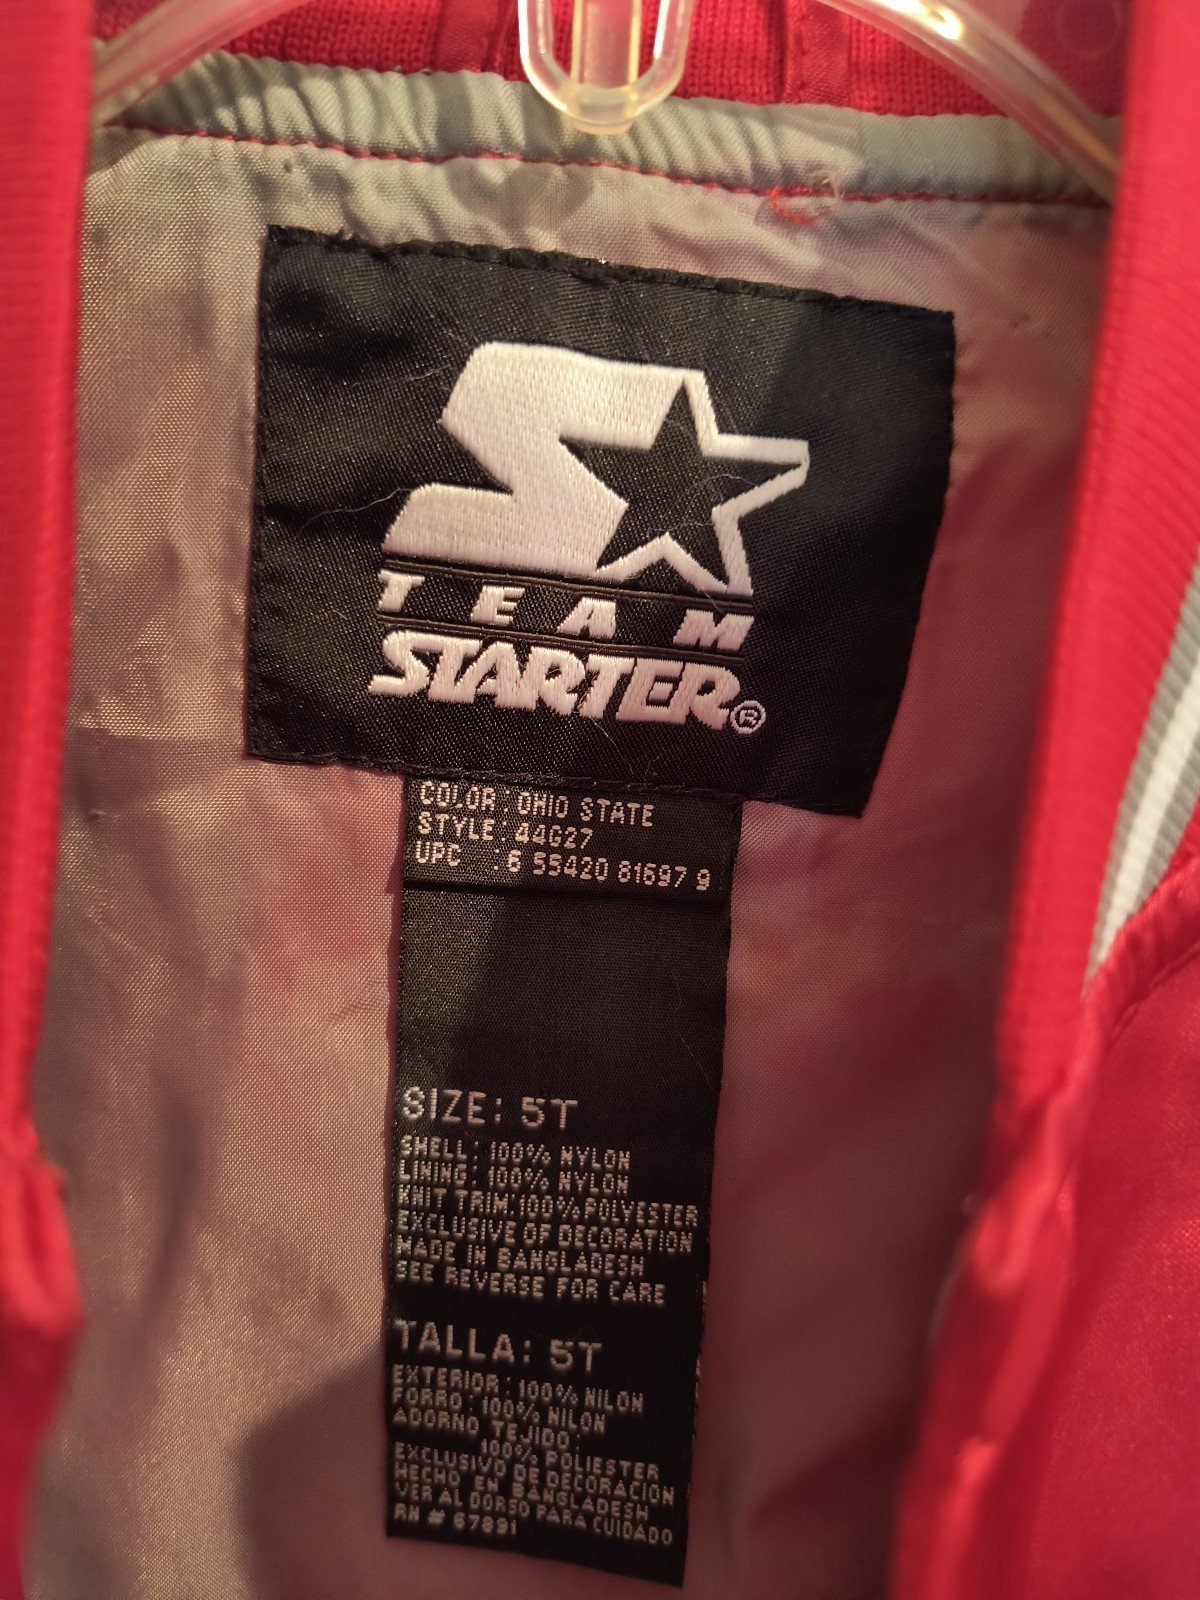 TEAM
STARTER®
COLOR: OHIO STATE
STYLE: 44G27
UPC : 6 55420 81697 9
SIZE: 5T
SHELL: 100% NYLON
LINING: 100% NYLON
KNIT TRIM: 100% POLYESTER
EXCLUSIVE OF DECORATION
MADE IN BANGLADESH
SEE REVERSE FOR CARE
TALLA: 5T
EXTERIOR: 100% NILON
FORRO: 100% NILON
ADORNO TEJIDO:
100% POLIESTER
EXCLUSIVO DE DECORACION
HECHO EN BANGLADESH
VER AL DORSO PARA CUIDADO
RN #